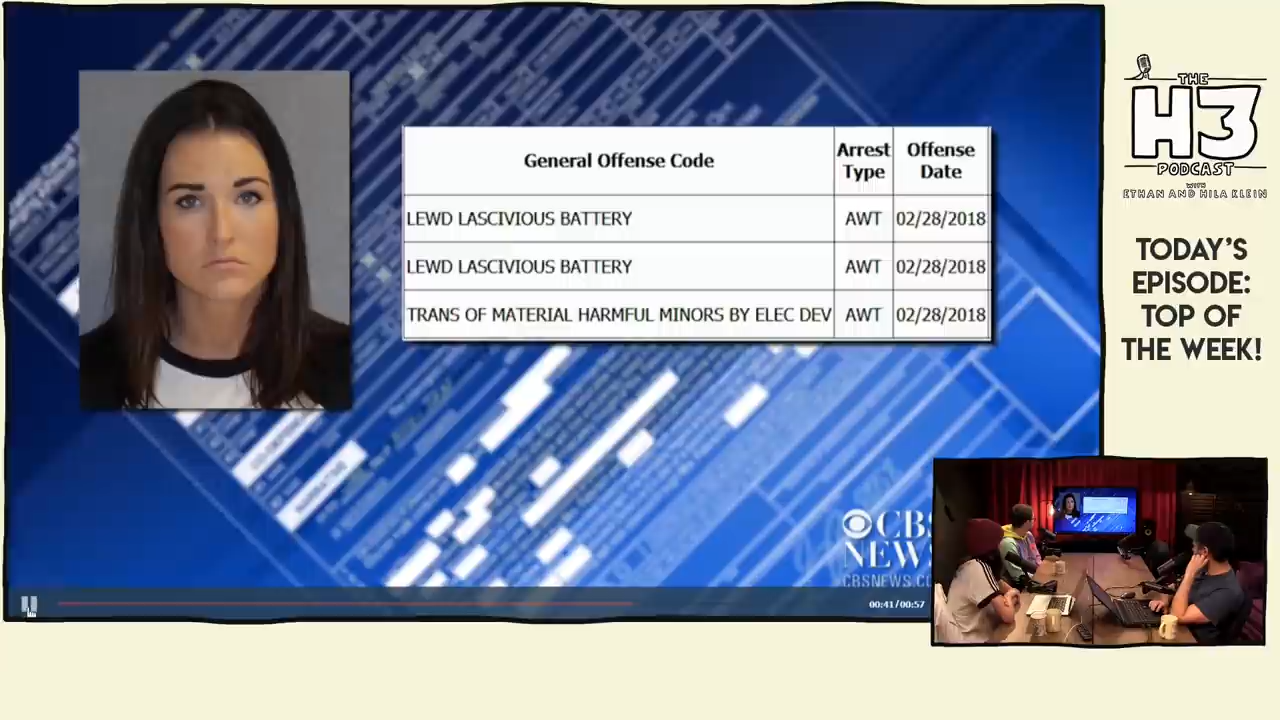 General Offense Code
Arrest
Type
Offense
Date
LEWD LASCIVIOUS BATTERY
AWT
02/28/2018
LEWD LASCIVIOUS BATTERY
AWT
02/28/2018
TRANS OF MATERIAL HARMFUL MINORS BY ELEC DEV
AWT
02/28/2018
CBS
NEWS
CBSNEWS.CO
00:41/00:57
THE
H3
PODCAST
WITH
ETHAN AND HILA KLEIN
TODAY'S
EPISODE:
TOP OF
THE WEEK!